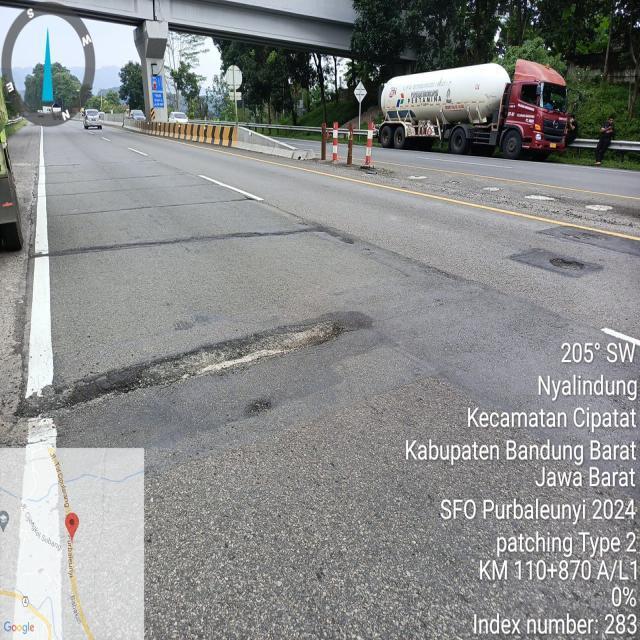 PERTAMINA
205° SW
Nyalindung
Kecamatan Cipatat
Kabupaten Bandung Barat
Jawa Barat
SFO Purbaleunyi 2024
patching Type 2
KM 110+870 A/L1
0%
Index number: 283
Google